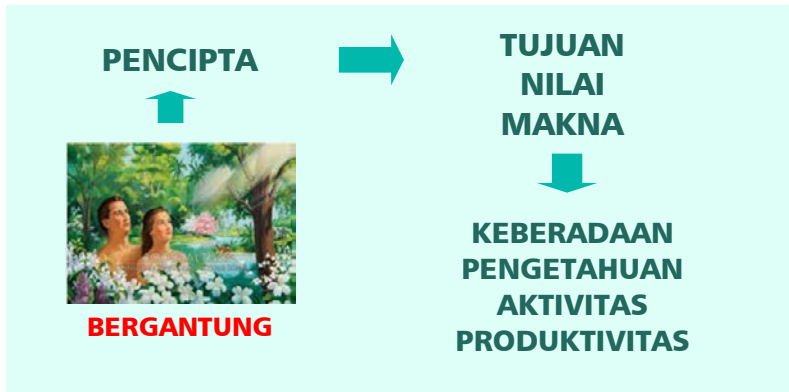 PENCIPTA
BERGANTUNG
TUJUAN
NILAI
MAKNA
KEBERADAAN
PENGETAHUAN
AKTIVITAS
PRODUKTIVITAS